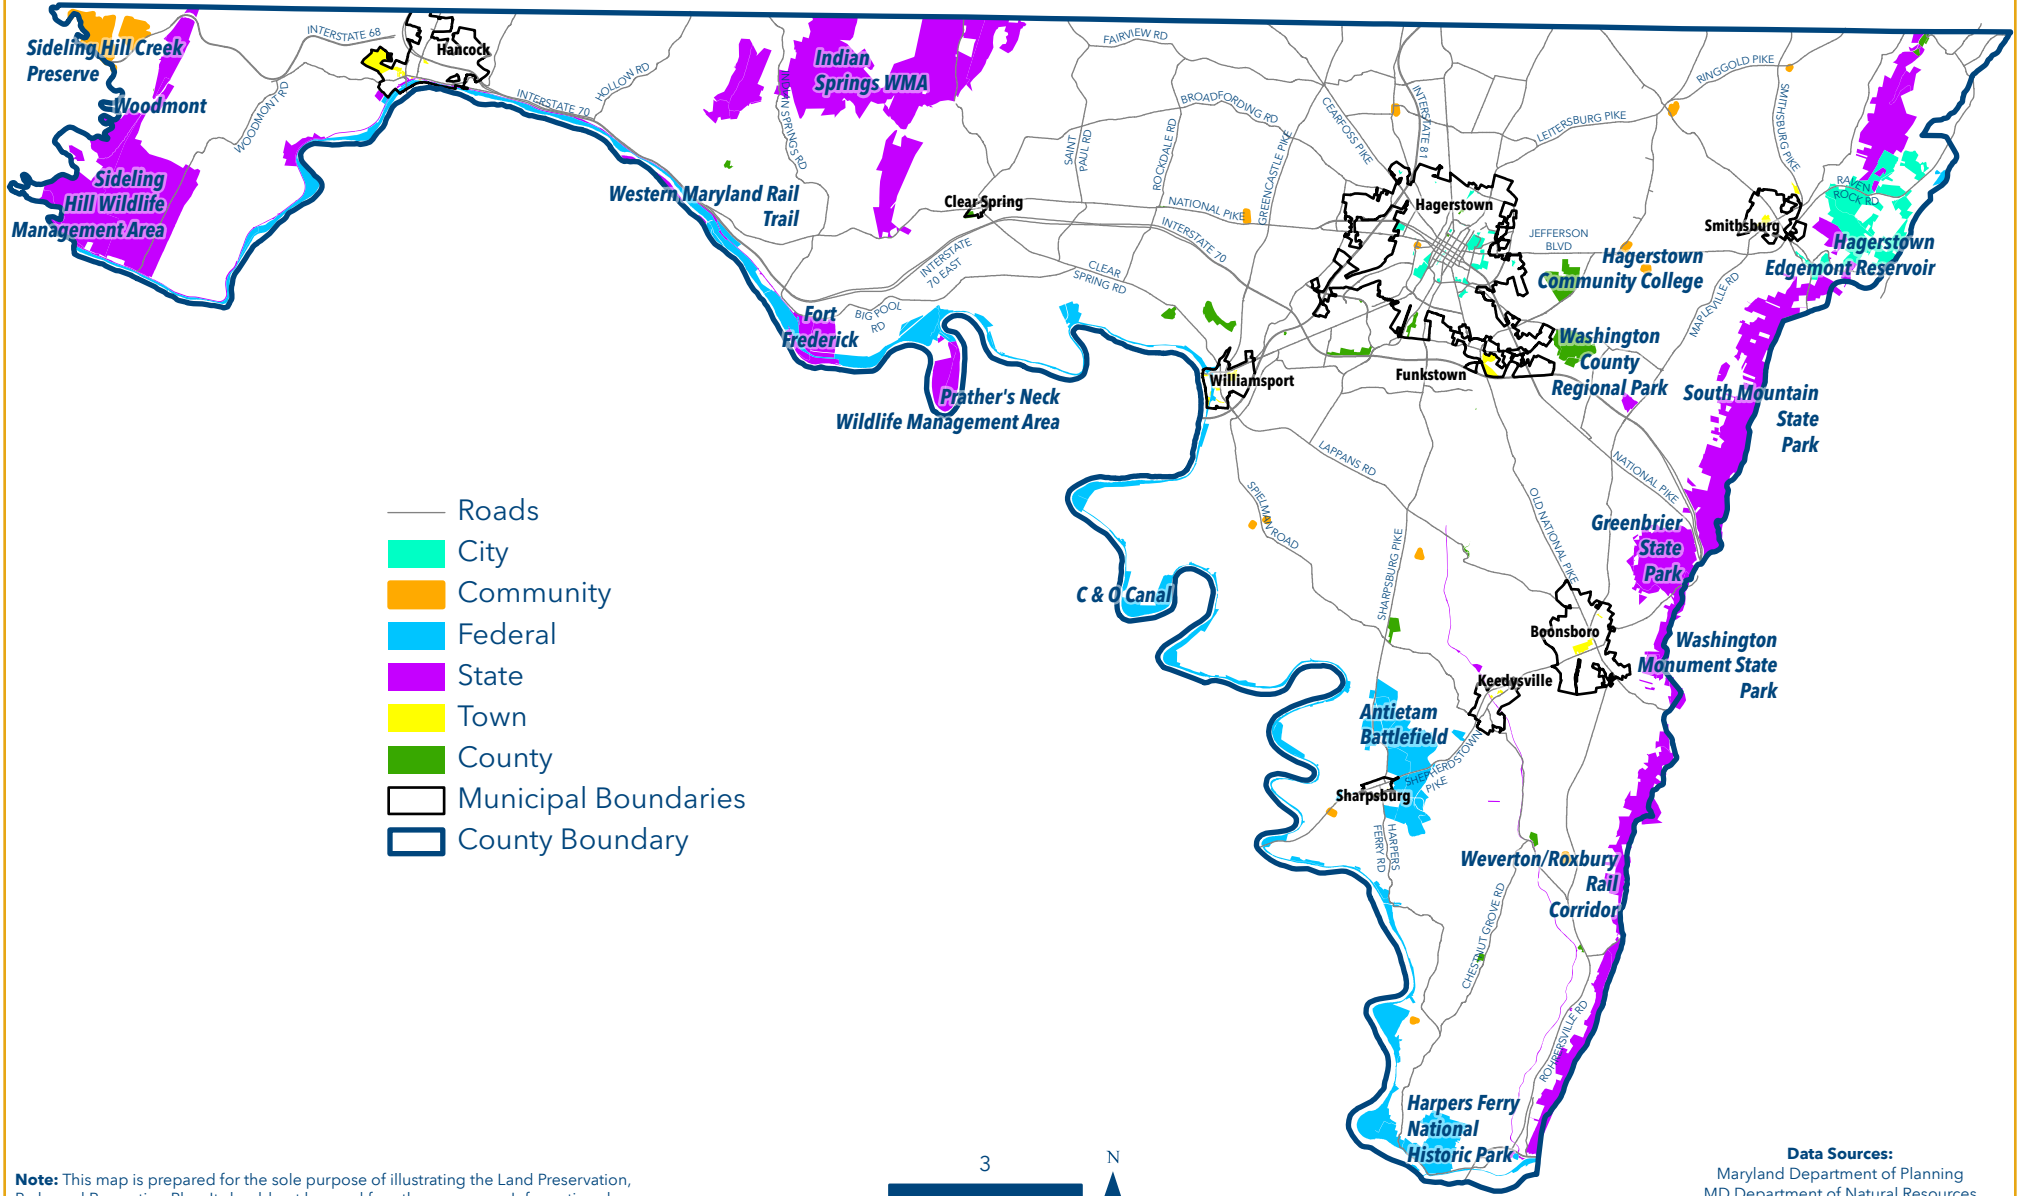 Sideling Hill Creek
Preserve
INTERSTATE 68
Hancock
Woodmont
WOODMONT RD
INTERSTATE 70
HOLLOW RD
Indian
Springs WMA
INDIAN SPRINGS RD
FAIRVIEW RD
BROADFORDING RD
SAINT
PAUL RD
ROCKDALE RD
GREENCASTLE PIKE
CEARFOSS PIKE
INTERSTATE 81
LEITERSBURG PIKE
RINGGOLD PIKE
SMITHSBURG PIKE
RAVEN
ROCK RD
Sideling
Hill Wildlife
Management Area
Western Maryland Rail
Trail
Clear Spring
NATIONAL PIKE
INTERSTATE 70
INTERSTATE
70 EAST
CLEAR
SPRING RD
Hagerstown
JEFFERSON
BLVD
Hagerstown
Community College
Smithsburg
Hagerstown
Edgemont Reservoir
MAPLEVILLE RD
Fort
Frederick
BIG POOL
RD
Washington
County
Regional Park
Williamsport
Funkstown
Prather's Neck
Wildlife Management Area
South Mountain
State
Park
LAPPANS RD
NATIONAL PIKE
SPIELMAN ROAD
OLD NATIONAL PIKE
SHARPSBURG PIKE
Greenbrier
State
Park
C & O Canal
Boonsboro
Washington
Monument State
Park
Keedysville
Antietam
Battlefield
SHEPHERDSTOWN
PIKE
Sharpsburg
HARPERS
FERRY RD
Weverton/Roxbury
Rail
Corridor
CHESTNUT GROVE RD
ROHRERSVILLE RD
Harpers Ferry
National
Historic Park
Roads
City
Community
Federal
State
Town
County
Municipal Boundaries
County Boundary
Note: This map is prepared for the sole purpose of illustrating the Land Preservation,
3
N
Data Sources:
Maryland Department of Planning
MD Department of Natural Resources